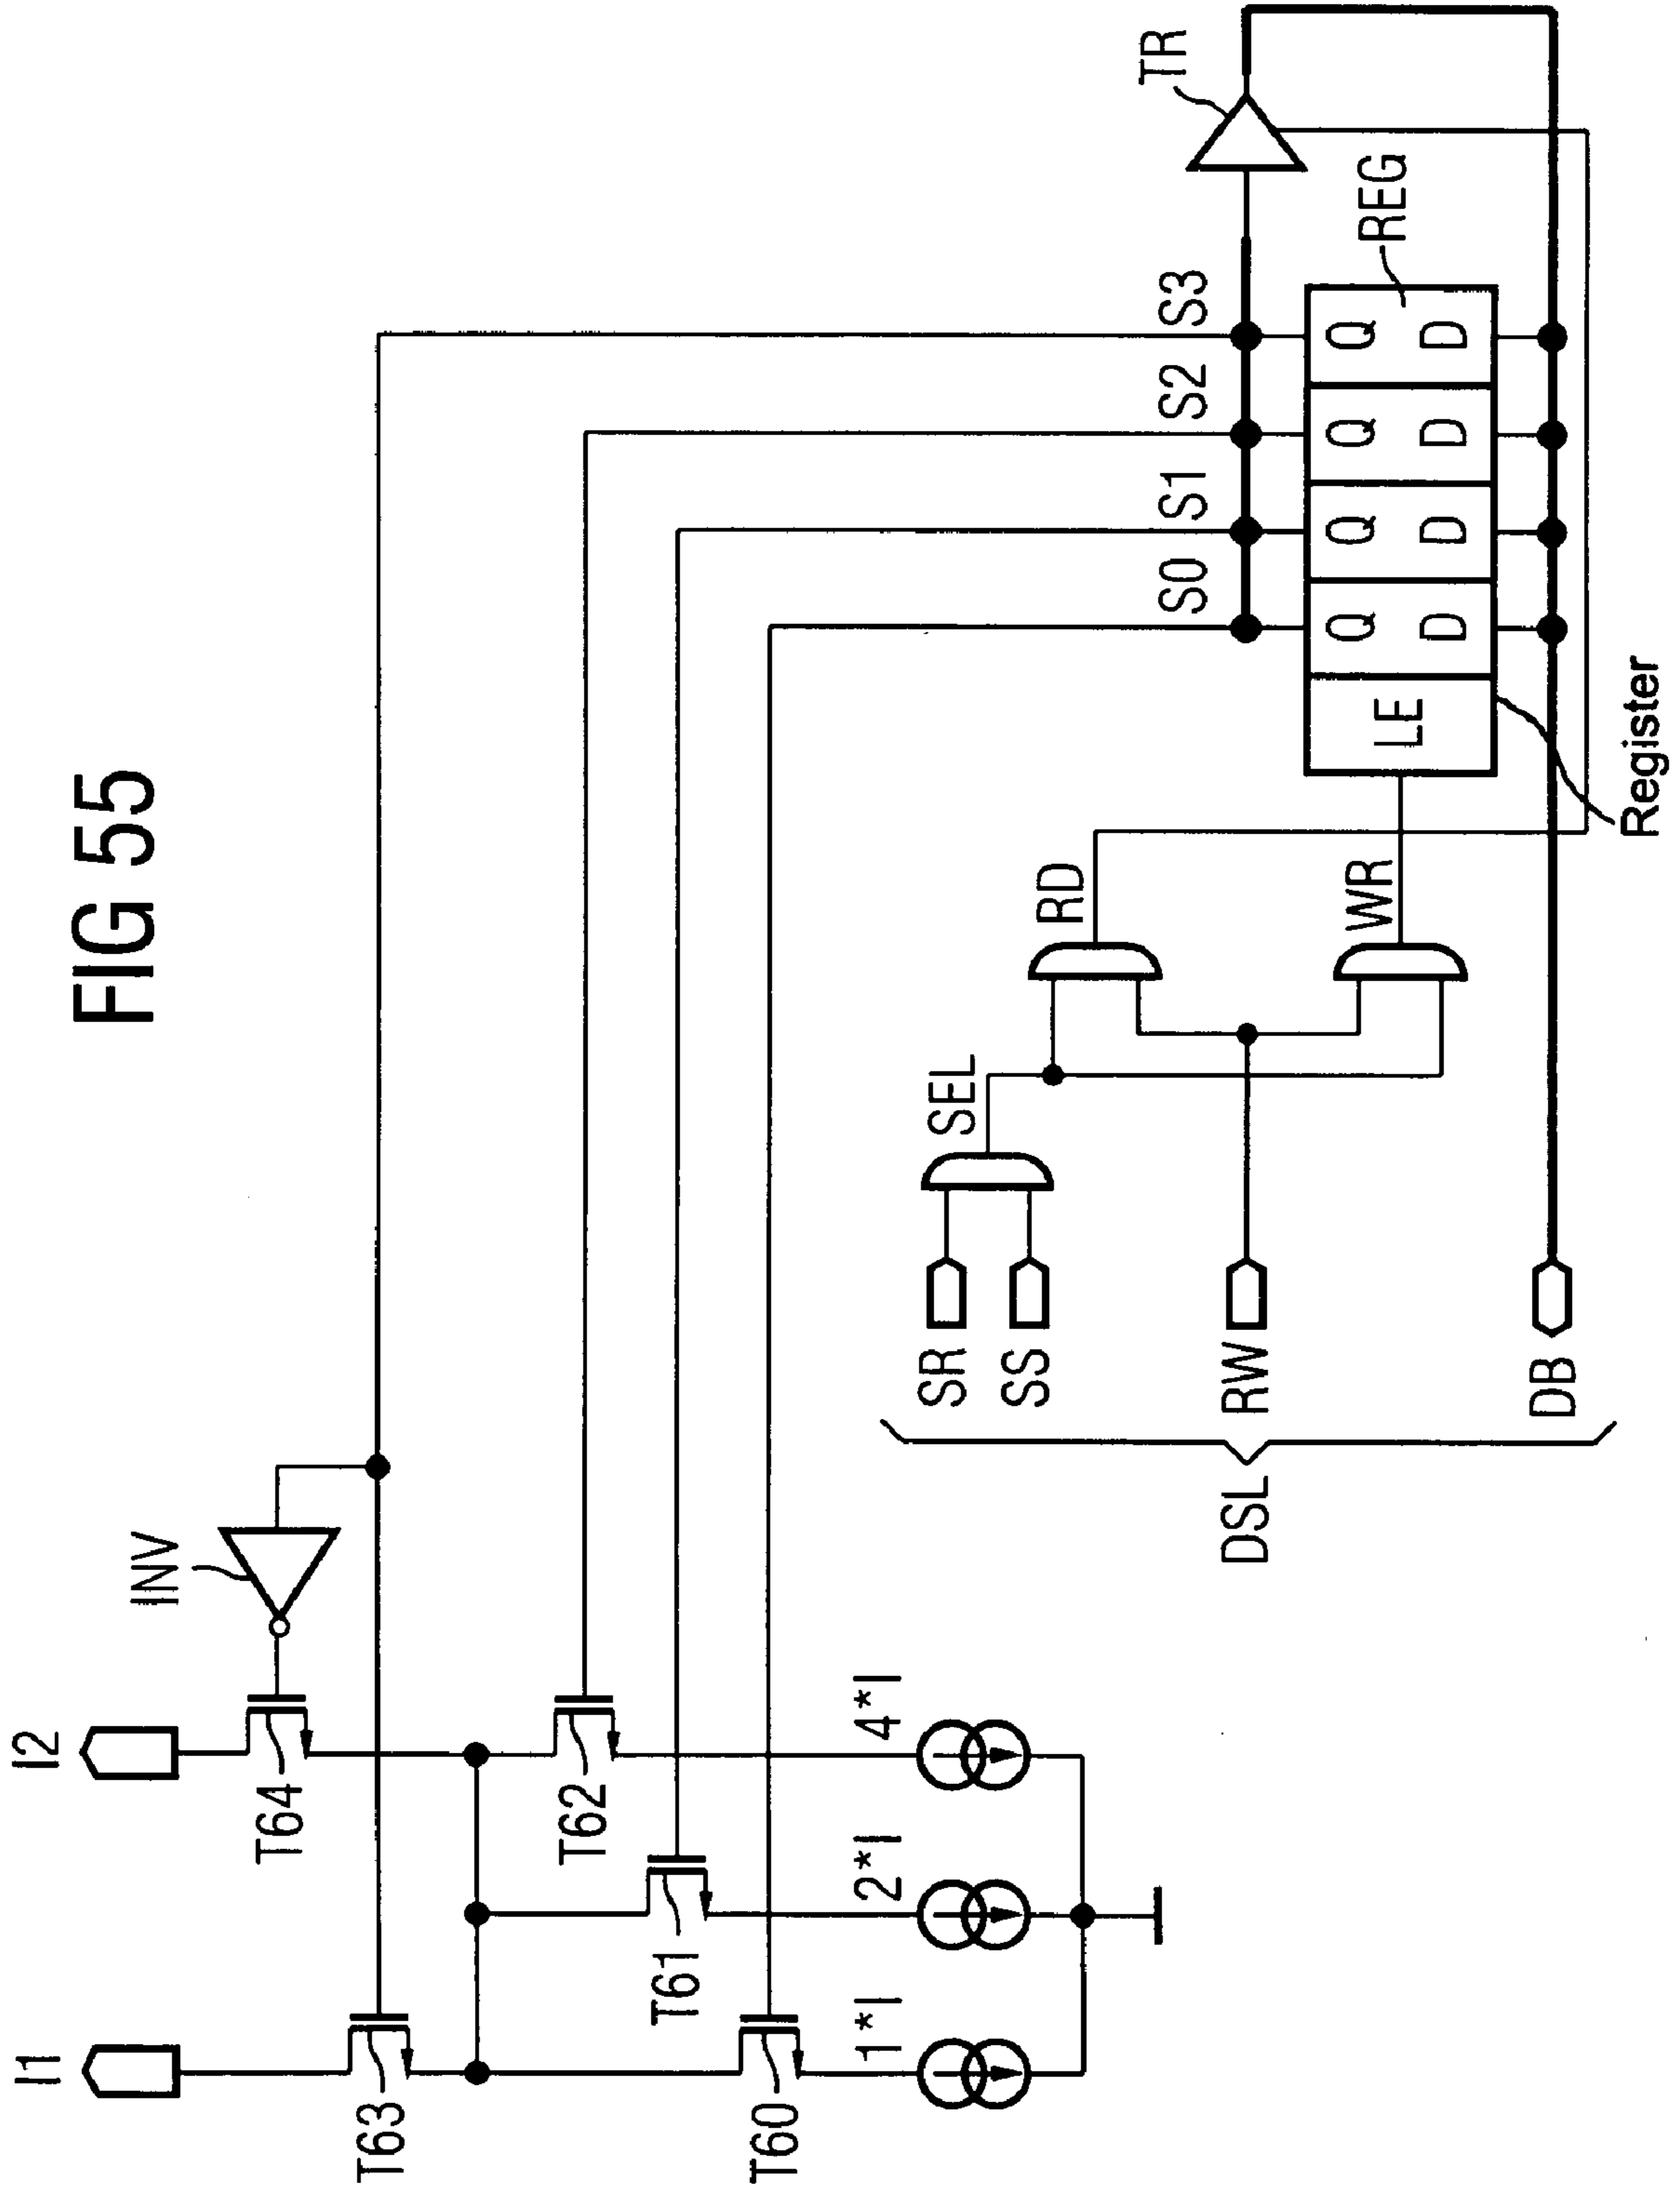 FIG 55
I1
I2
INV
T63
T64
T62
T61
T60
1*I
2*I
4*I
S0
S1
S2
S3
TR
SR
SS
SEL
RD
RW
WR
LE
Q
Q
Q
Q
D
D
D
D
REG
DB
DSL
Register